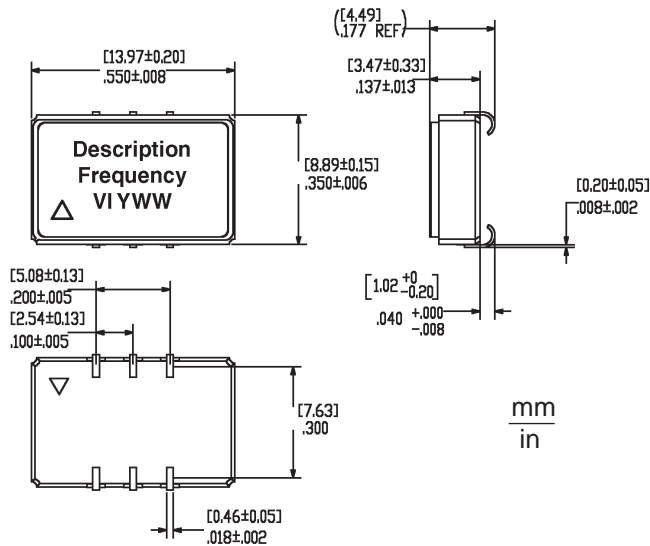 ([4.49]
.177 REF)
[13.97±0.20]
.550±.008
[3.47±0.33]
.137±.013
Description
Frequency
VI YWW
[8.89±0.15]
.350±.006
[0.20±0.05]
.008±.002
[5.08±0.13]
.200±.005
[2.54±0.13]
.100±.005
[1.02 +0 -0.20]
.040 +.000 -.008
[7.63]
.300
mm
in
[0.46±0.05]
.018±.002